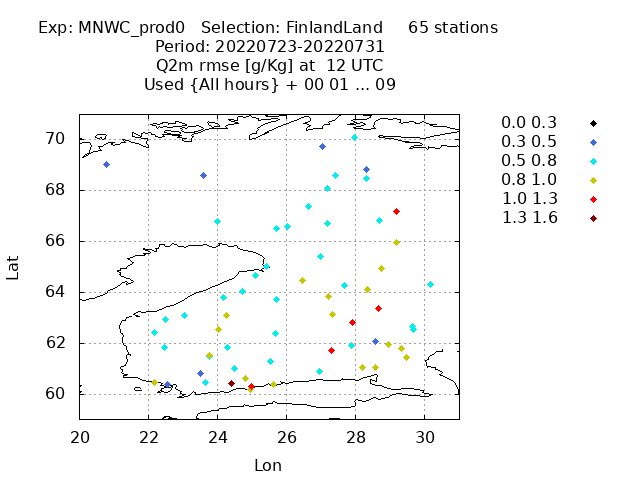 Exp: MNWC_prod0 Selection: FinlandLand 65 stations
Period: 20220723-20220731
Q2m rmse [g/Kg] at 12 UTC
Used {All hours} + 00 01 ... 09
0.0 0.3
0.3 0.5
0.5 0.8
0.8 1.0
1.0 1.3
1.3 1.6
70
68
66
64
62
60
Lat
20 22 24 26 28 30
Lon